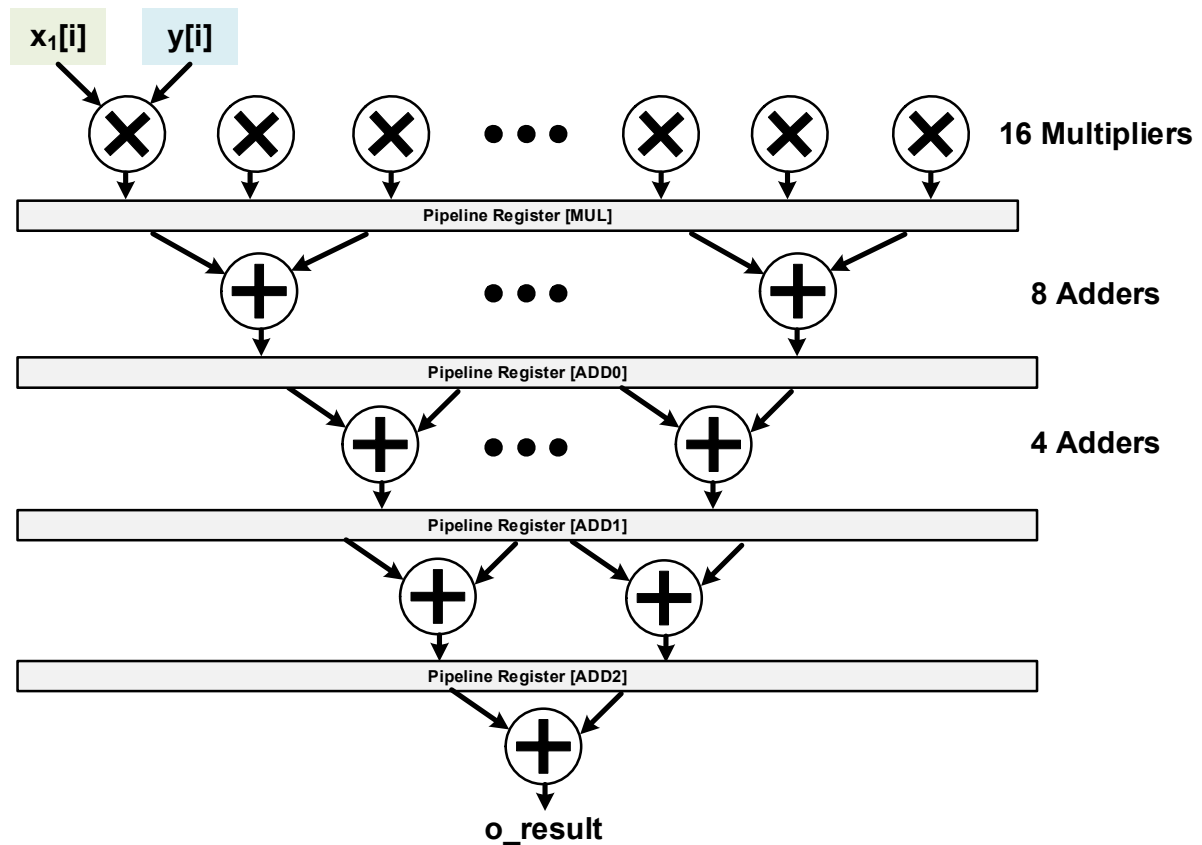 x₁[i]
y[i]
16 Multipliers
Pipeline Register [MUL]
8 Adders
Pipeline Register [ADD0]
4 Adders
Pipeline Register [ADD1]
Pipeline Register [ADD2]
o_result